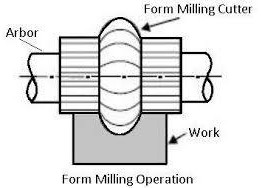 Form Milling Cutter
Arbor
Work
Form Milling Operation